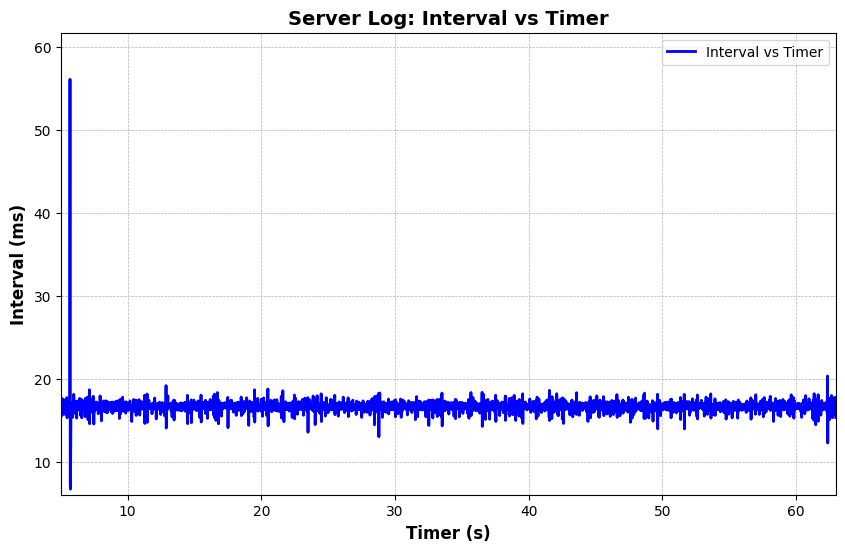 Server Log: Interval vs Timer
Interval vs Timer
60
50
40
30
20
10
Interval (ms)
10 20 30 40 50 60
Timer (s)